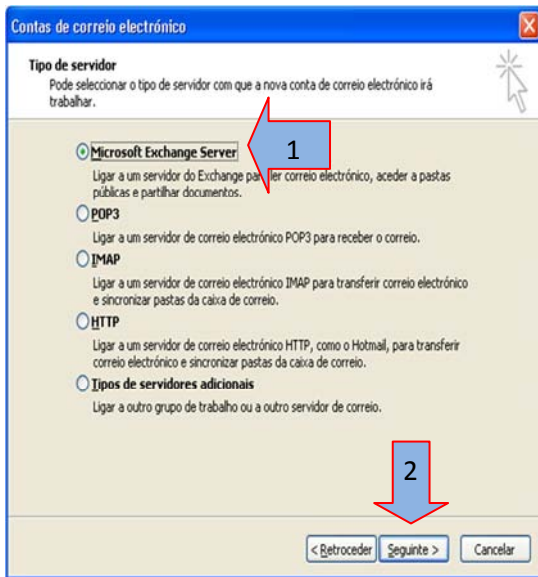 Contas de correio electrónico
Tipo de servidor
Pode seleccionar o tipo de servidor com que a nova conta de correio electrónico irá
trabalhar.
Microsoft Exchange Server
1
Ligar a um servidor do Exchange para ler correio electrónico, aceder a pastas
públicas e partilhar documentos.
POP3
Ligar a um servidor de correio electrónico POP3 para receber o correio.
IMAP
Ligar a um servidor de correio electrónico IMAP para transferir correio electrónico
e sincronizar pastas da caixa de correio.
HTTP
Ligar a um servidor de correio electrónico HTTP, como o Hotmail, para transferir
correio electrónico e sincronizar pastas da caixa de correio.
Tipos de servidores adicionais
Ligar a outro grupo de trabalho ou a outro servidor de correio.
2
< Retroceder Seguinte > Cancelar